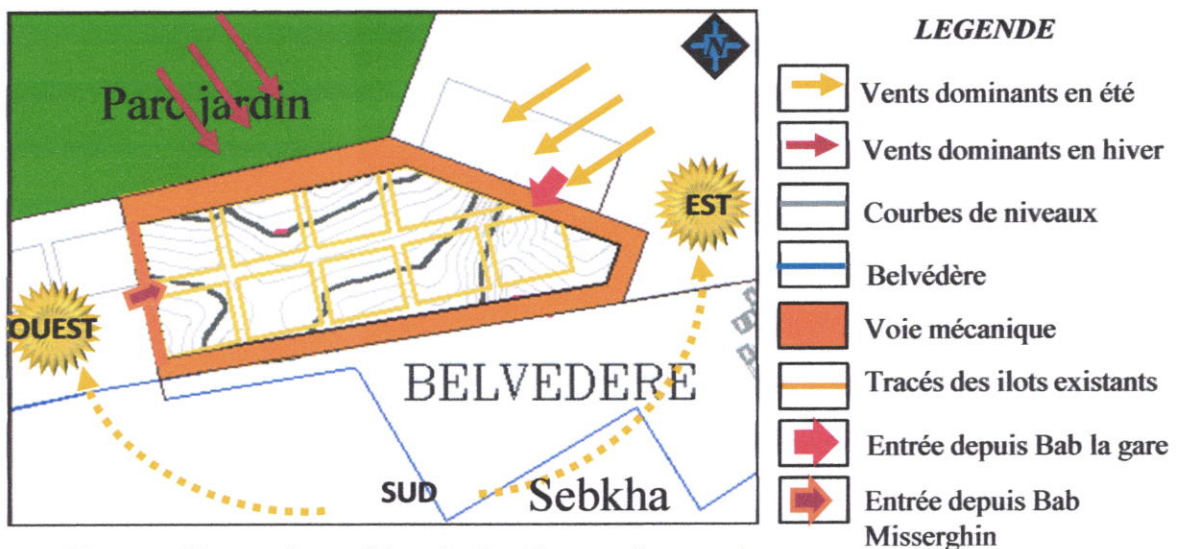 Parc jardin
N
EST
OUEST
BELVEDERE
SUD
Sebkha
LEGENDE
Vents dominants en été
Vents dominants en hiver
Courbes de niveaux
Belvédère
Voie mécanique
Tracés des ilots existants
Entrée depuis Bab la gare
Entrée depuis Bab
Misserghin